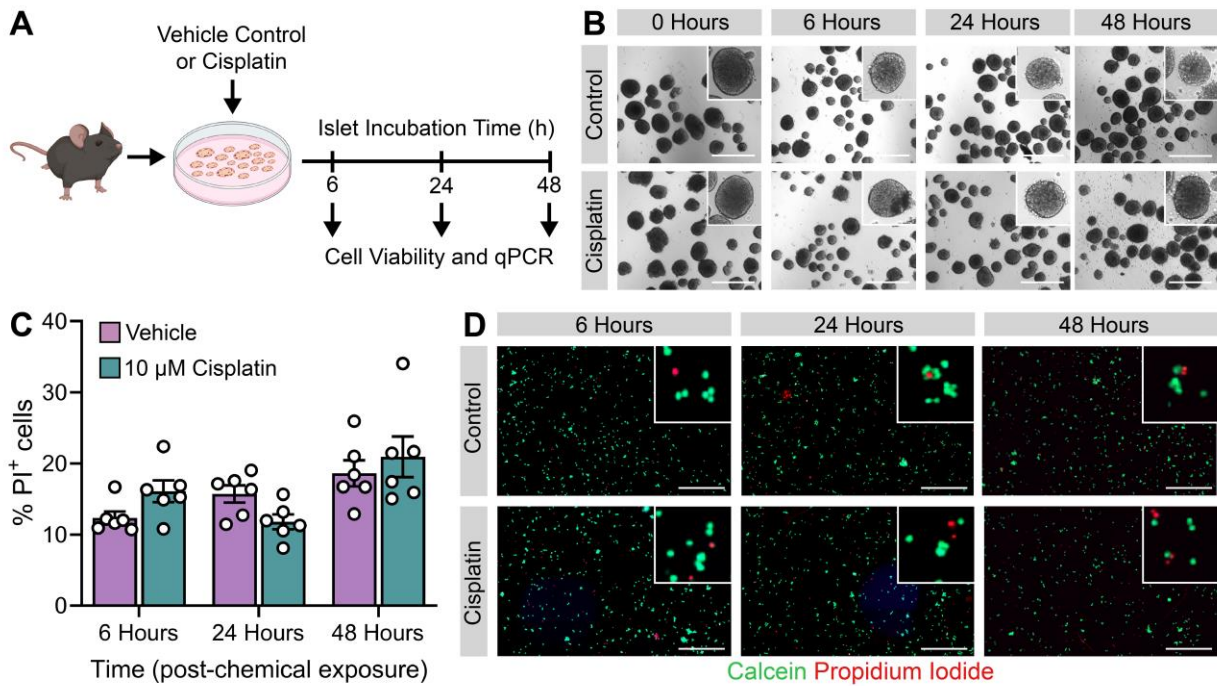 A
Vehicle Control
or Cisplatin
Islet Incubation Time (h)
6
24
48
Cell Viability and qPCR
B
0 Hours
6 Hours
24 Hours
48 Hours
Control
Cisplatin
C
Vehicle
10 µM Cisplatin
% PI⁺ cells
40
30
20
10
0
6 Hours
24 Hours
48 Hours
Time (post-chemical exposure)
D
6 Hours
24 Hours
48 Hours
Control
Cisplatin
Calcein Propidium Iodide